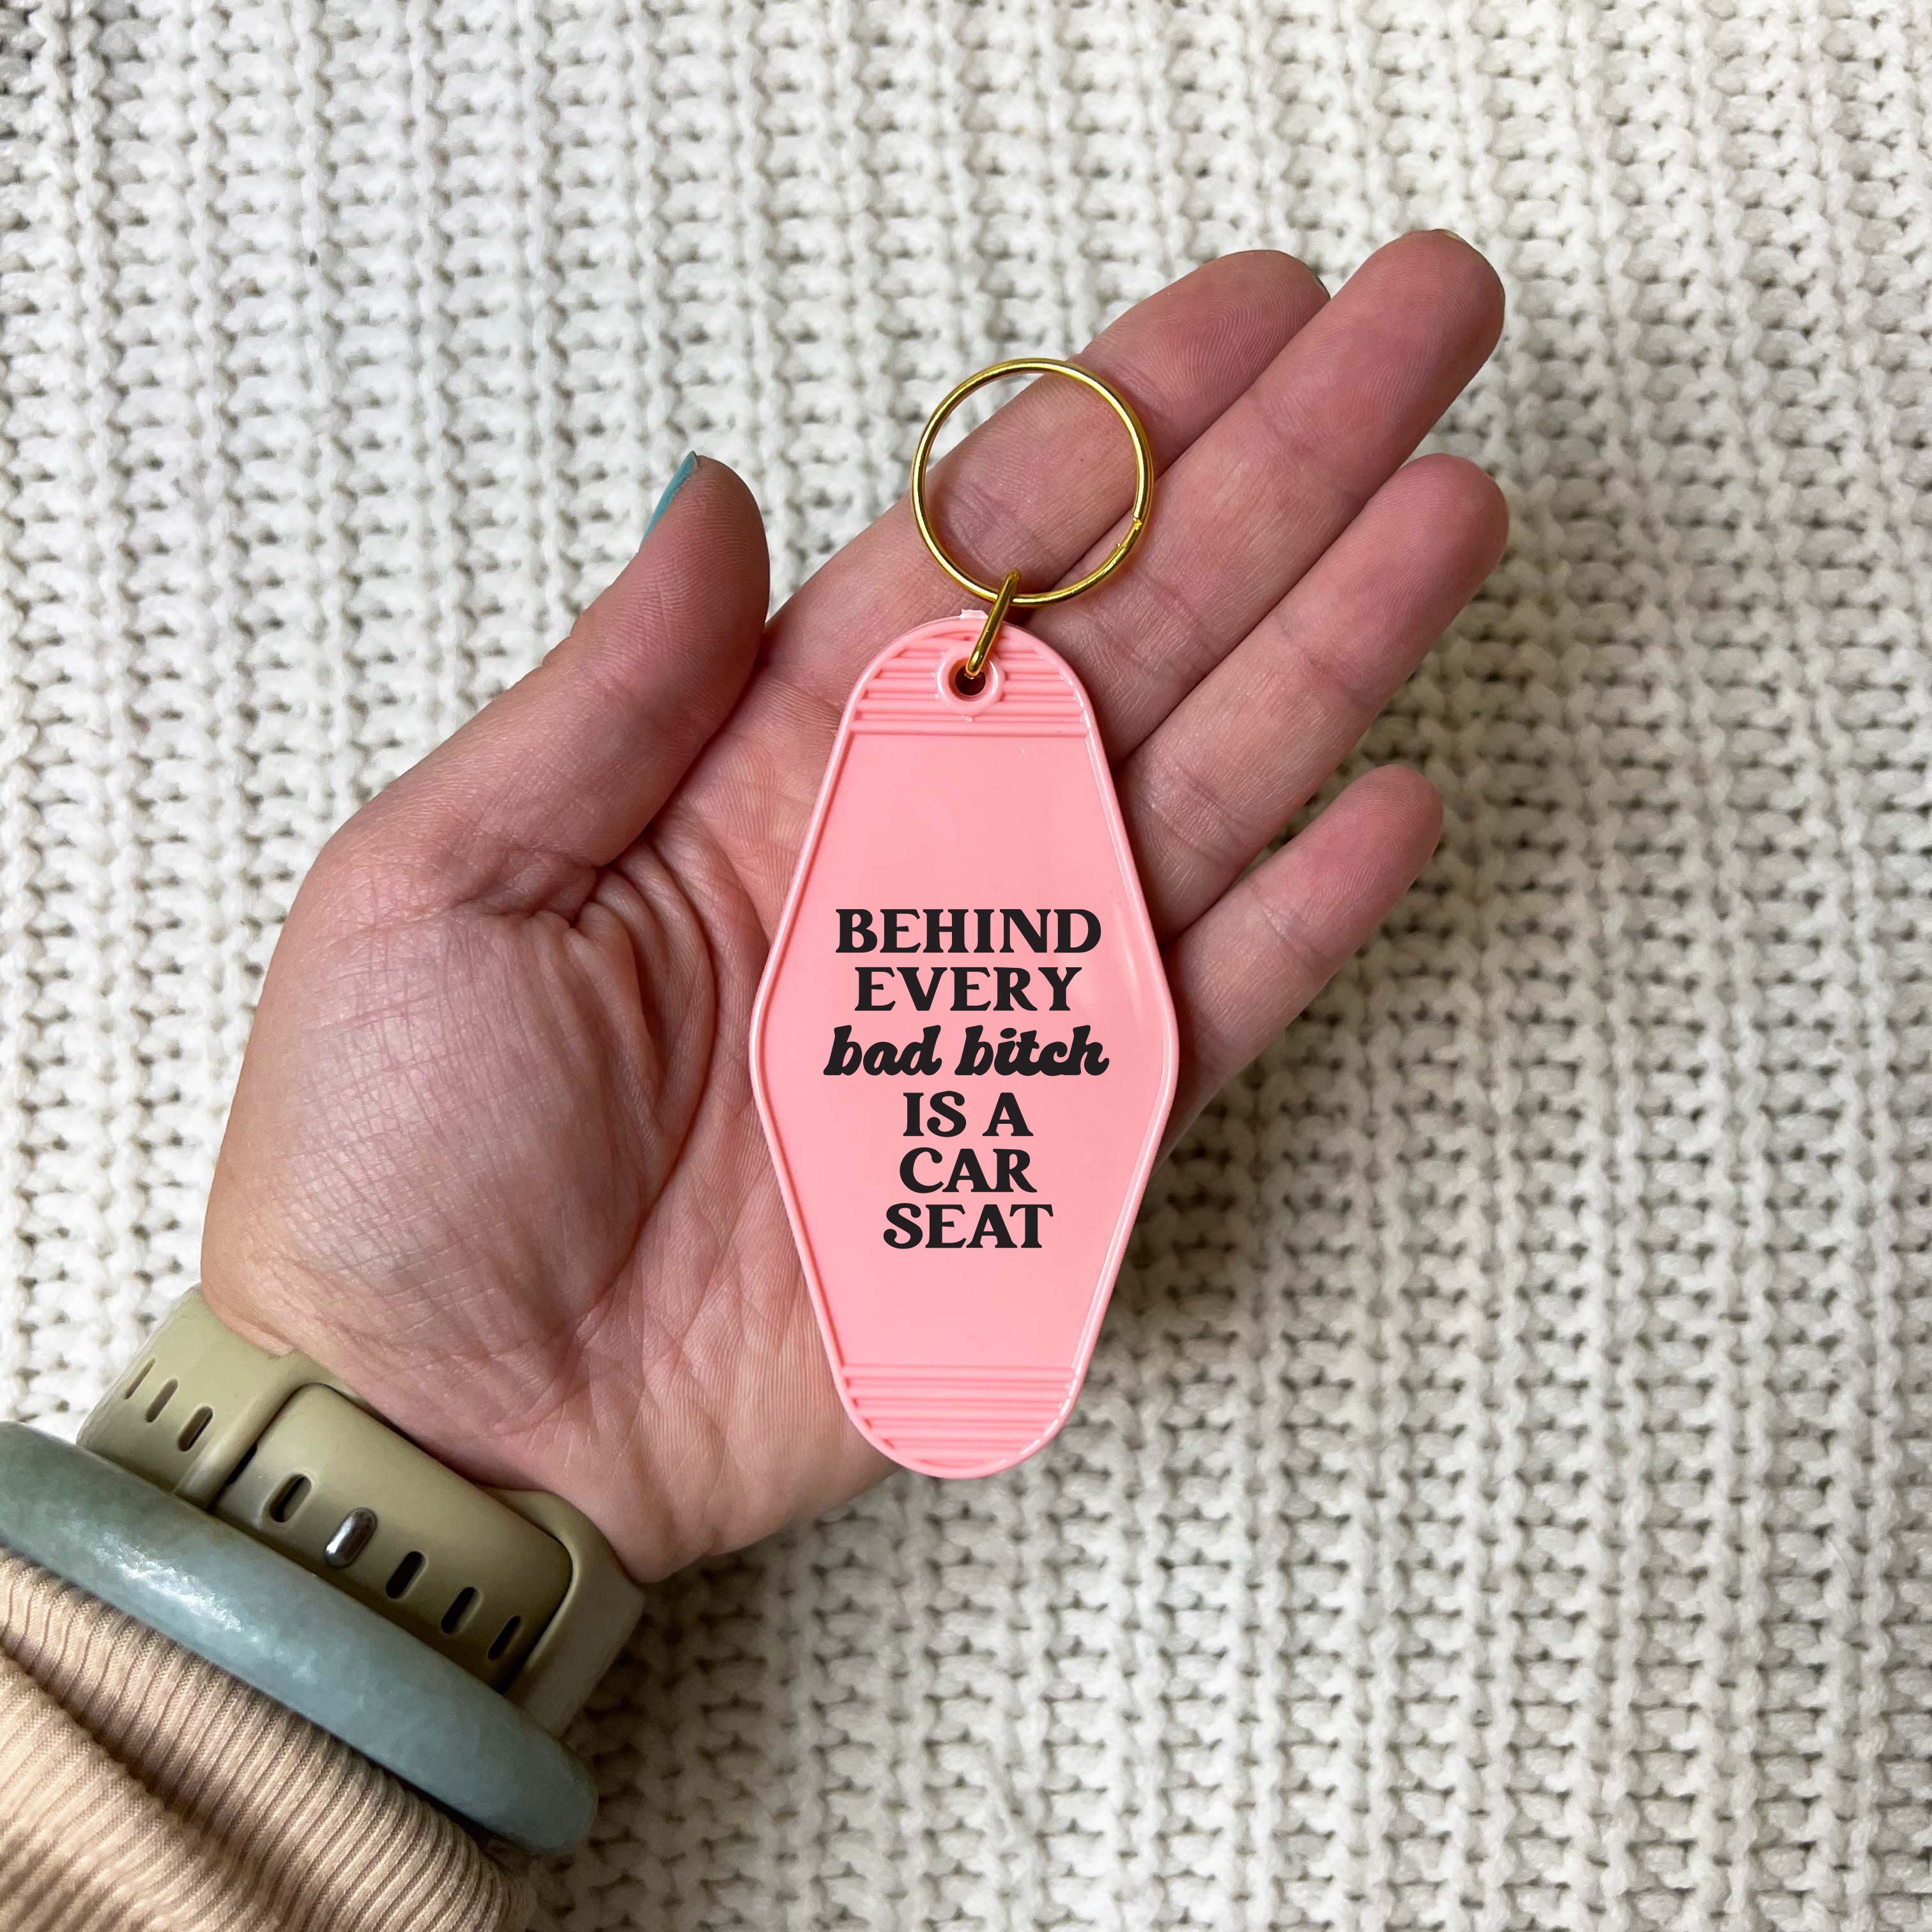 BEHIND
EVERY
bad bitch
IS A
CAR
SEAT